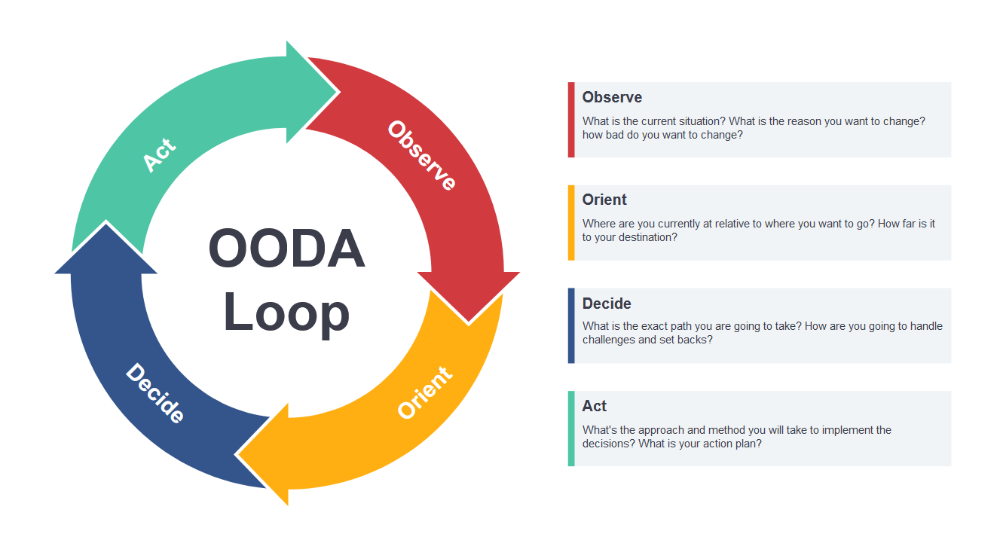 Act
Observe
OODA
Loop
Decide
Orient
Observe
What is the current situation? What is the reason you want to change?
how bad do you want to change?
Orient
Where are you currently at relative to where you want to go? How far is it
to your destination?
Decide
What is the exact path you are going to take? How are you going to handle
challenges and set backs?
Act
What's the approach and method you will take to implement the
decisions? What is your action plan?